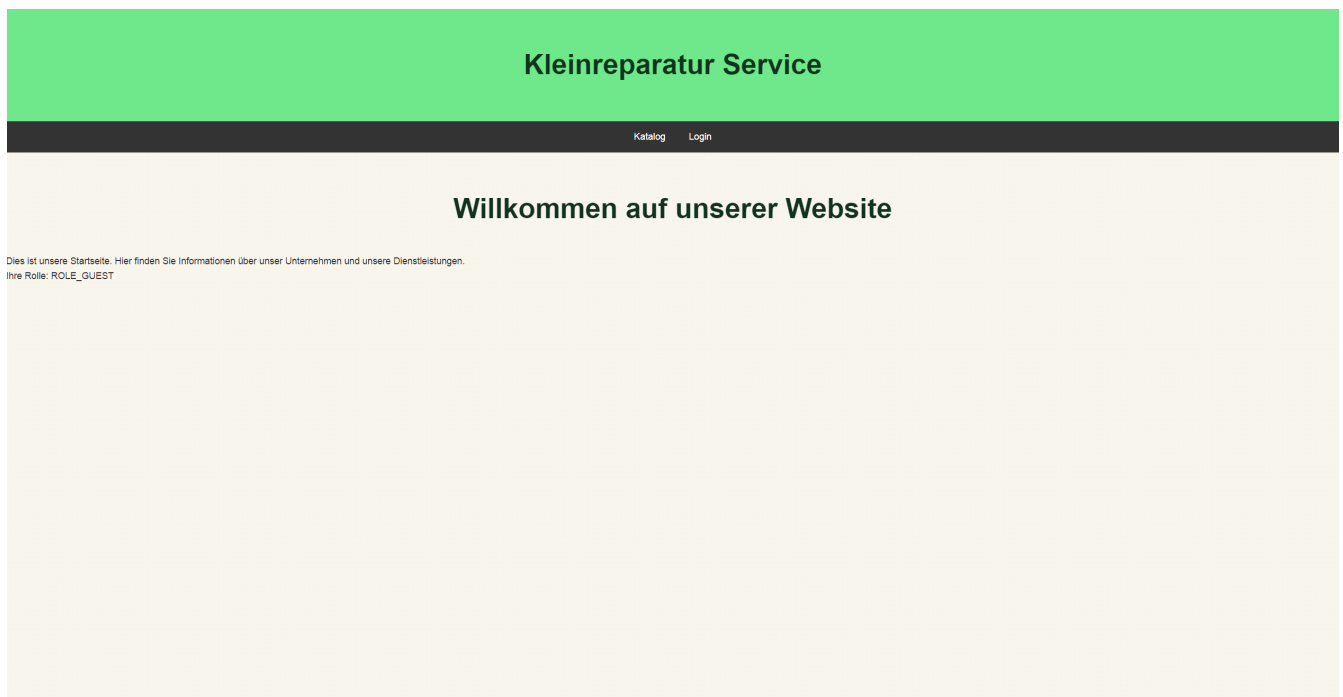 Kleinreparatur Service
Katalog Login
Willkommen auf unserer Website
Dies ist unsere Startseite. Hier finden Sie Informationen über unser Unternehmen und unsere Dienstleistungen.
Ihre Rolle: ROLE_GUEST